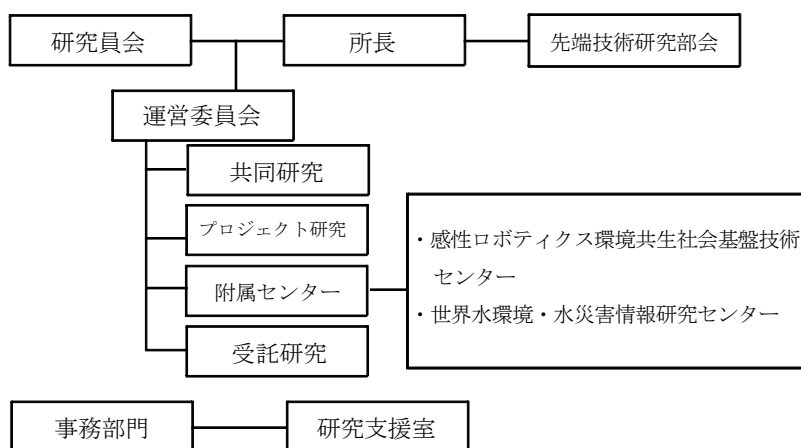 研究員会
所長
先端技術研究部会
運営委員会
共同研究
プロジェクト研究
附属センター
受託研究
・感性ロボティクス環境共生社会基盤技術
センター
・世界水環境・水災害情報研究センター
事務部門
研究支援室